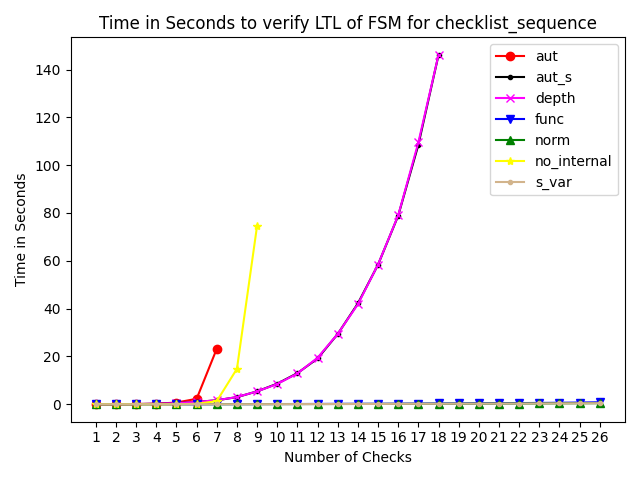 Time in Seconds to verify LTL of FSM for checklist_sequence
aut
aut_s
depth
func
norm
no_internal
s_var
Time in Seconds
140
120
100
80
60
40
20
0
1 2 3 4 5 6 7 8 9 10 11 12 13 14 15 16 17 18 19 20 21 22 23 24 25 26
Number of Checks